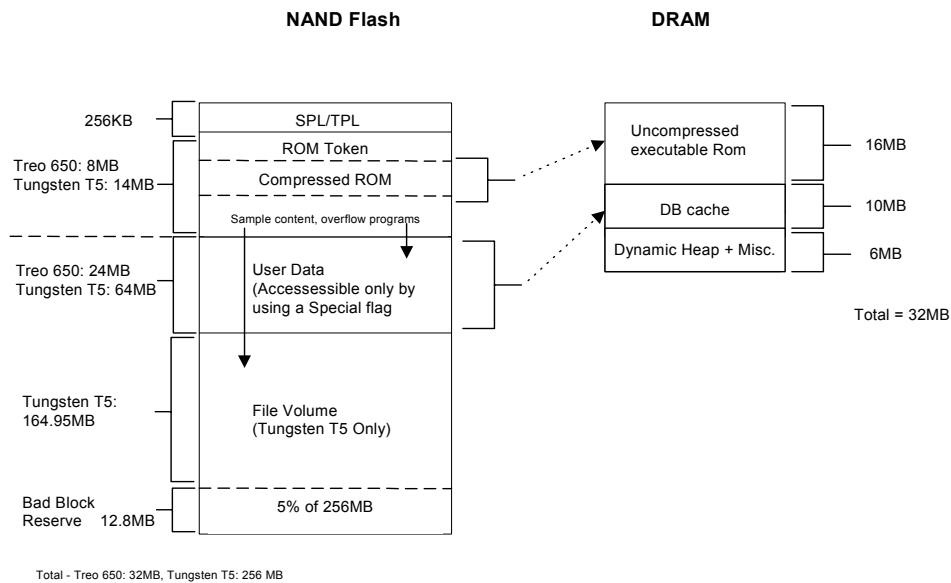 NAND Flash
DRAM
256KB
SPL/TPL
ROM Token
Treo 650: 8MB
Tungsten T5: 14MB
Compressed ROM
Sample content, overflow programs
Uncompressed
executable Rom
16MB
DB cache
10MB
Dynamic Heap + Misc.
6MB
Total = 32MB
Treo 650: 24MB
Tungsten T5: 64MB
User Data
(Accessessible only by
using a Special flag
Tungsten T5:
164.95MB
File Volume
(Tungsten T5 Only)
Bad Block
Reserve 12.8MB
5% of 256MB
Total - Treo 650: 32MB, Tungsten T5: 256 MB